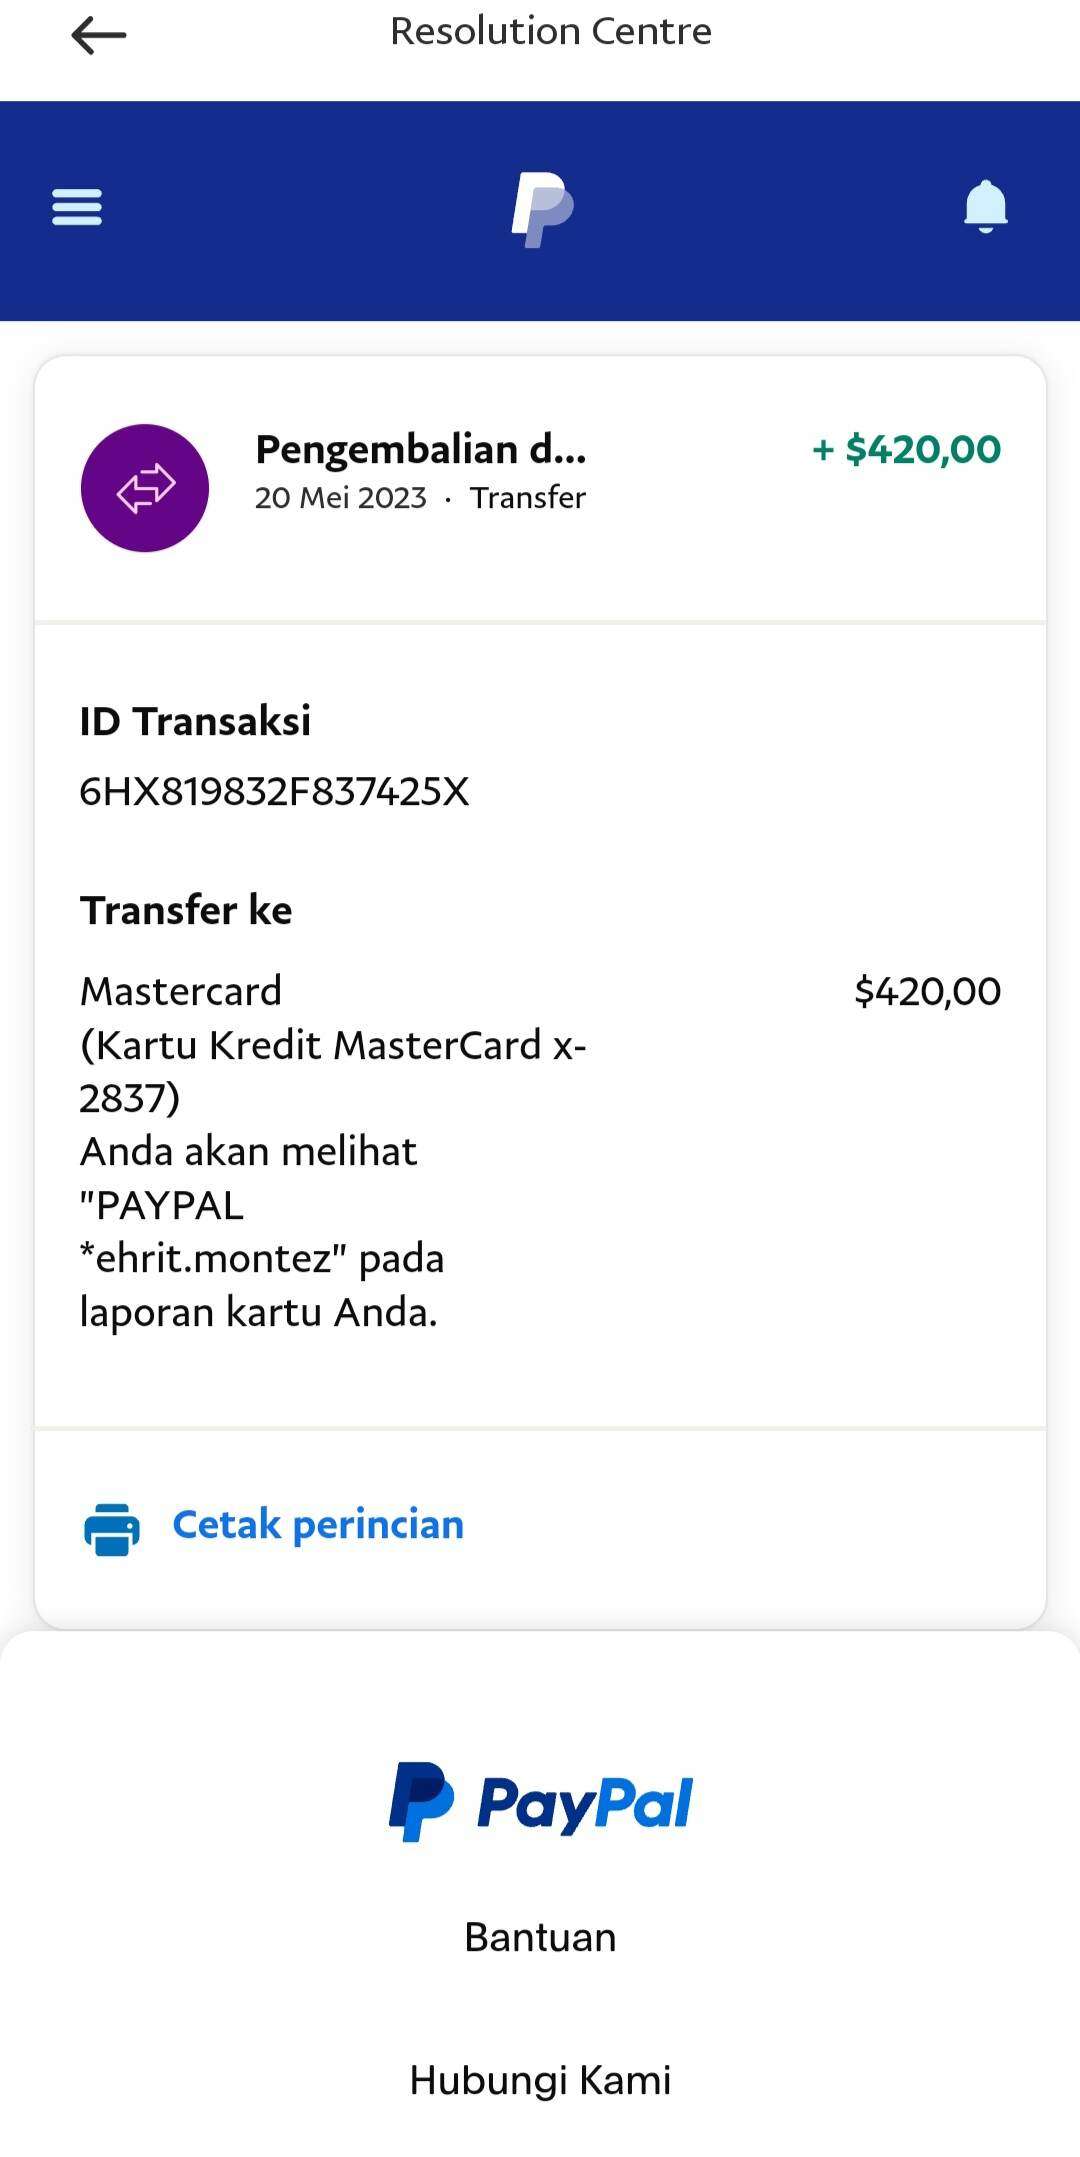 Resolution Centre
Pengembalian d...
+ $420,00
20 Mei 2023 · Transfer
ID Transaksi
6HX819832F837425X
Transfer ke
Mastercard
$420,00
(Kartu Kredit MasterCard x-
2837)
Anda akan melihat
"PAYPAL
*ehrit.montez" pada
laporan kartu Anda.
Cetak perincian
PayPal
Bantuan
Hubungi Kami